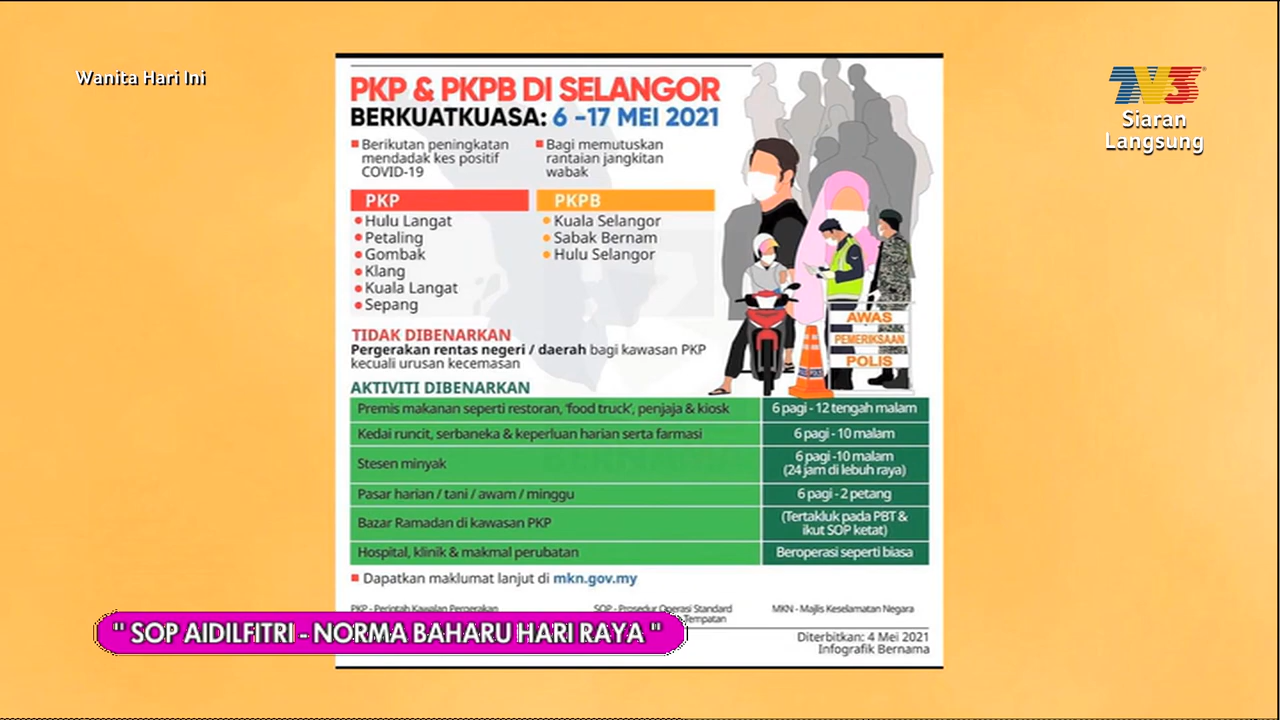 Wanita Hari Ini
TV3
Siaran
Langsung
PKP & PKPB DI SELANGOR
BERKUATKUASA: 6 -17 MEI 2021
Berikutan peningkatan
mendadak kes positif
COVID-19
Bagi memutuskan
rantaian jangkitan
wabak
PKP
Hulu Langat
Petaling
Gombak
Klang
Kuala Langat
Sepang
PKPB
Kuala Selangor
Sabak Bernam
Hulu Selangor
AWAS
PEMERIKSAAN
POLIS
TIDAK DIBENARKAN
Pergerakan rentas negeri / daerah bagi kawasan PKP
kecuali urusan kecemasan
AKTIVITI DIBENARKAN
Premis makanan seperti restoran, 'food truck', penjaja & kiosk 6 pagi - 12 tengah malam
Kedai runcit, serbaneka & keperluan harian serta farmasi 6 pagi - 10 malam
Stesen minyak 6 pagi -10 malam
(24 jam di lebuh raya)
Pasar harian / tani / awam / minggu 6 pagi - 2 petang
Bazar Ramadan di kawasan PKP (Tertakluk pada PBT &
ikut SOP ketat)
Hospital, klinik & makmal perubatan Beroperasi seperti biasa
Dapatkan maklumat lanjut di mkn.gov.my
PKP - Perintah Kawalan Pergerakan SOP - Prosedur Operasi Standard MKN - Majlis Keselamatan Negara
Tempatan
" SOP AIDILFITRI - NORMA BAHARU HARI RAYA "
Diterbitkan: 4 Mei 2021
Infografik Bernama